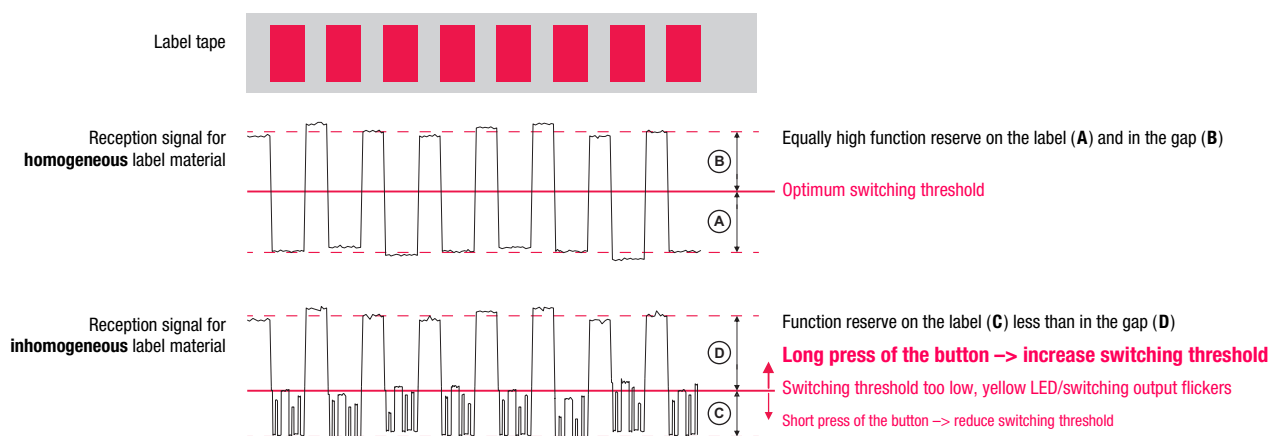 Label tape
Reception signal for
homogeneous label material
B
A
Equally high function reserve on the label (A) and in the gap (B)
Optimum switching threshold
Reception signal for
inhomogeneous label material
D
C
Function reserve on the label (C) less than in the gap (D)
Long press of the button –> increase switching threshold
Switching threshold too low, yellow LED/switching output flickers
Short press of the button –> reduce switching threshold